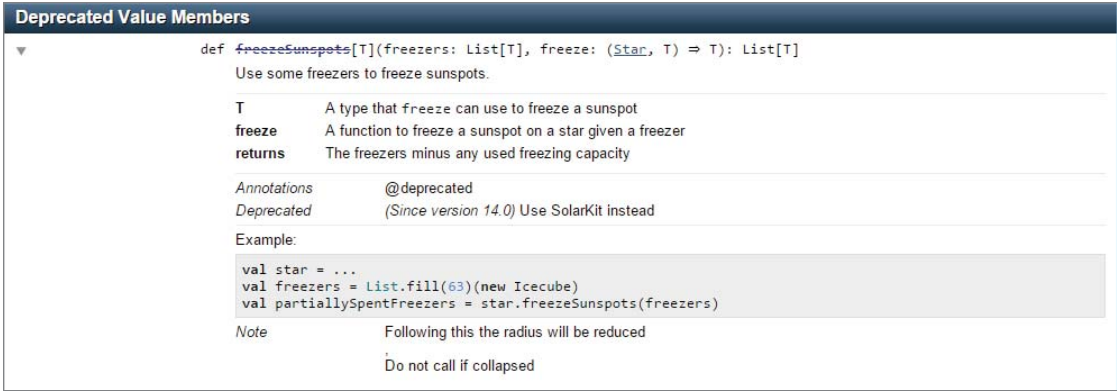 Deprecated Value Members
def freezeSunspots[T](freezers: List[T], freeze: (Star, T) ⇒ T): List[T]
Use some freezers to freeze sunspots.
T A type that freeze can use to freeze a sunspot
freeze A function to freeze a sunspot on a star given a freezer
returns The freezers minus any used freezing capacity
Annotations @deprecated
Deprecated (Since version 14.0) Use SolarKit instead
Example:
val star = ...
val freezers = List.fill(63)(new Icecube)
val partiallySpentFreezers = star.freezeSunspots(freezers)
Note Following this the radius will be reduced
,
Do not call if collapsed